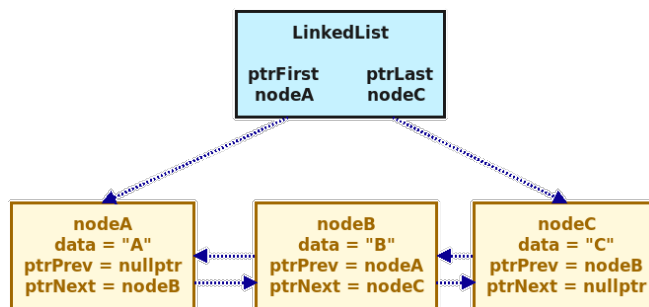 LinkedList
ptrFirst ptrLast
nodeA nodeC
nodeA
data = "A"
ptrPrev = nullptr
ptrNext = nodeB
nodeB
data = "B"
ptrPrev = nodeA
ptrNext = nodeC
nodeC
data = "C"
ptrPrev = nodeB
ptrNext = nullptr